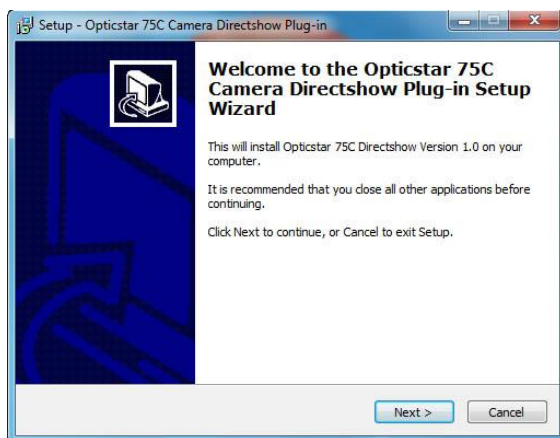 Setup - Opticstar 75C Camera Directshow Plug-in
Welcome to the Opticstar 75C
Camera Directshow Plug-in Setup
Wizard
This will install Opticstar 75C Directshow Version 1.0 on your
computer.
It is recommended that you close all other applications before
continuing.
Click Next to continue, or Cancel to exit Setup.
Next >
Cancel